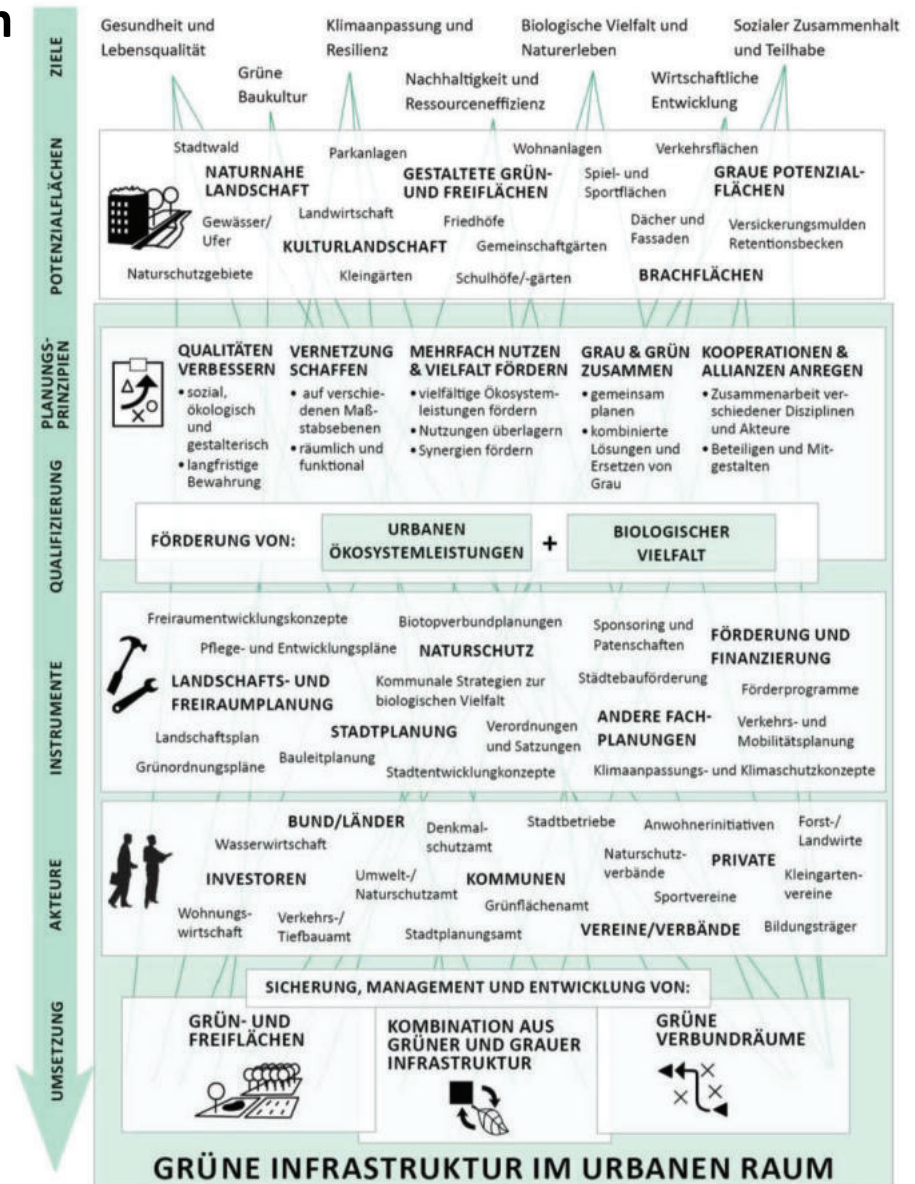 n
ZIELE
Gesundheit und
Lebensqualität
Grüne
Baukultur
Klimaanpassung und
Resilienz
Nachhaltigkeit und
Ressourceneffizienz
Biologische Vielfalt und
Naturerleben
Wirtschaftliche
Entwicklung
Sozialer Zusammenhalt
und Teilhabe
POTENZIALFLÄCHEN
Stadtwald
Parkanlagen
Wohnanlagen
Verkehrsflächen
NATURNAHE
LANDSCHAFT
GESTALTETE GRÜN-
UND FREIFLÄCHEN
Spiel- und
Sportflächen
GRAUE POTENZIAL-
FLÄCHEN
Gewässer/
Ufer
Landwirtschaft
Friedhöfe
Dächer und
Fassaden
Versickerungsmulden
Retentionsbecken
KULTURLANDSCHAFT
Gemeinschaftgärten
Naturschutzgebiete
Kleingärten
Schulhöfe/-gärten
BRACHFLÄCHEN
PLANUNGS-
PRINZIPIEN
QUALITÄTEN
VERBESSERN
• sozial,
ökologisch
und
gestalterisch
• langfristige
Bewahrung
VERNETZUNG
SCHAFFEN
• auf verschie-
denen Maß-
stabsebenen
• räumlich und
funktional
MEHRFACH NUTZEN
& VIELFALT FÖRDERN
• vielfältige Ökosystem-
leistungen fördern
• Nutzungen überlagern
• Synergien fördern
GRAU & GRÜN
ZUSAMMEN
• gemeinsam
planen
• kombinierte
Lösungen und
Ersetzen von
Grau
KOOPERATIONEN &
ALLIANZEN ANREGEN
• Zusammenarbeit ver-
schiedener Disziplinen
und Akteure
• Beteiligen und Mit-
gestalten
QUALIFIZIERUNG
FÖRDERUNG VON:
URBANEN
ÖKOSYSTEMLEISTUNGEN
+
BIOLOGISCHER
VIELFALT
INSTRUMENTE
Freiraumentwicklungskonzepte
Biotopverbundplanungen
Sponsoring und
Patenschaften
FÖRDERUNG UND
FINANZIERUNG
Pflege- und Entwicklungspläne
NATURSCHUTZ
LANDSCHAFTS- UND
FREIRAUMPLANUNG
Kommunale Strategien zur
biologischen Vielfalt
Städtebauförderung
Förderprogramme
Landschaftsplan
STADTPLANUNG
Verordnungen
und Satzungen
ANDERE FACH-
PLANUNGEN
Verkehrs- und
Mobilitätsplanung
Grünordnungspläne
Bauleitplanung
Stadtentwicklungkonzepte
Klimaanpassungs- und Klimaschutzkonzepte
AKTEURE
BUND/LÄNDER
Wasserwirtschaft
Denkmal-
schutzamt
Stadtbetriebe
Anwohnerinitiativen
Forst-/
Landwirte
INVESTOREN
Umwelt-/
Naturschutzamt
KOMMUNEN
Naturschutz-
verbände
PRIVATE
Kleingarten-
vereine
Grünflächenamt
Sportvereine
Wohnungs-
wirtschaft
Verkehrs-/
Tiefbauamt
Stadtplanungsamt
VEREINE/VERBÄNDE
Bildungsträger
UMSETZUNG
SICHERUNG, MANAGEMENT UND ENTWICKLUNG VON:
GRÜN- UND
FREIFLÄCHEN
KOMBINATION AUS
GRÜNER UND GRAUER
INFRASTRUKTUR
GRÜNE
VERBUNDRÄUME
GRÜNE INFRASTRUKTUR IM URBANEN RAUM